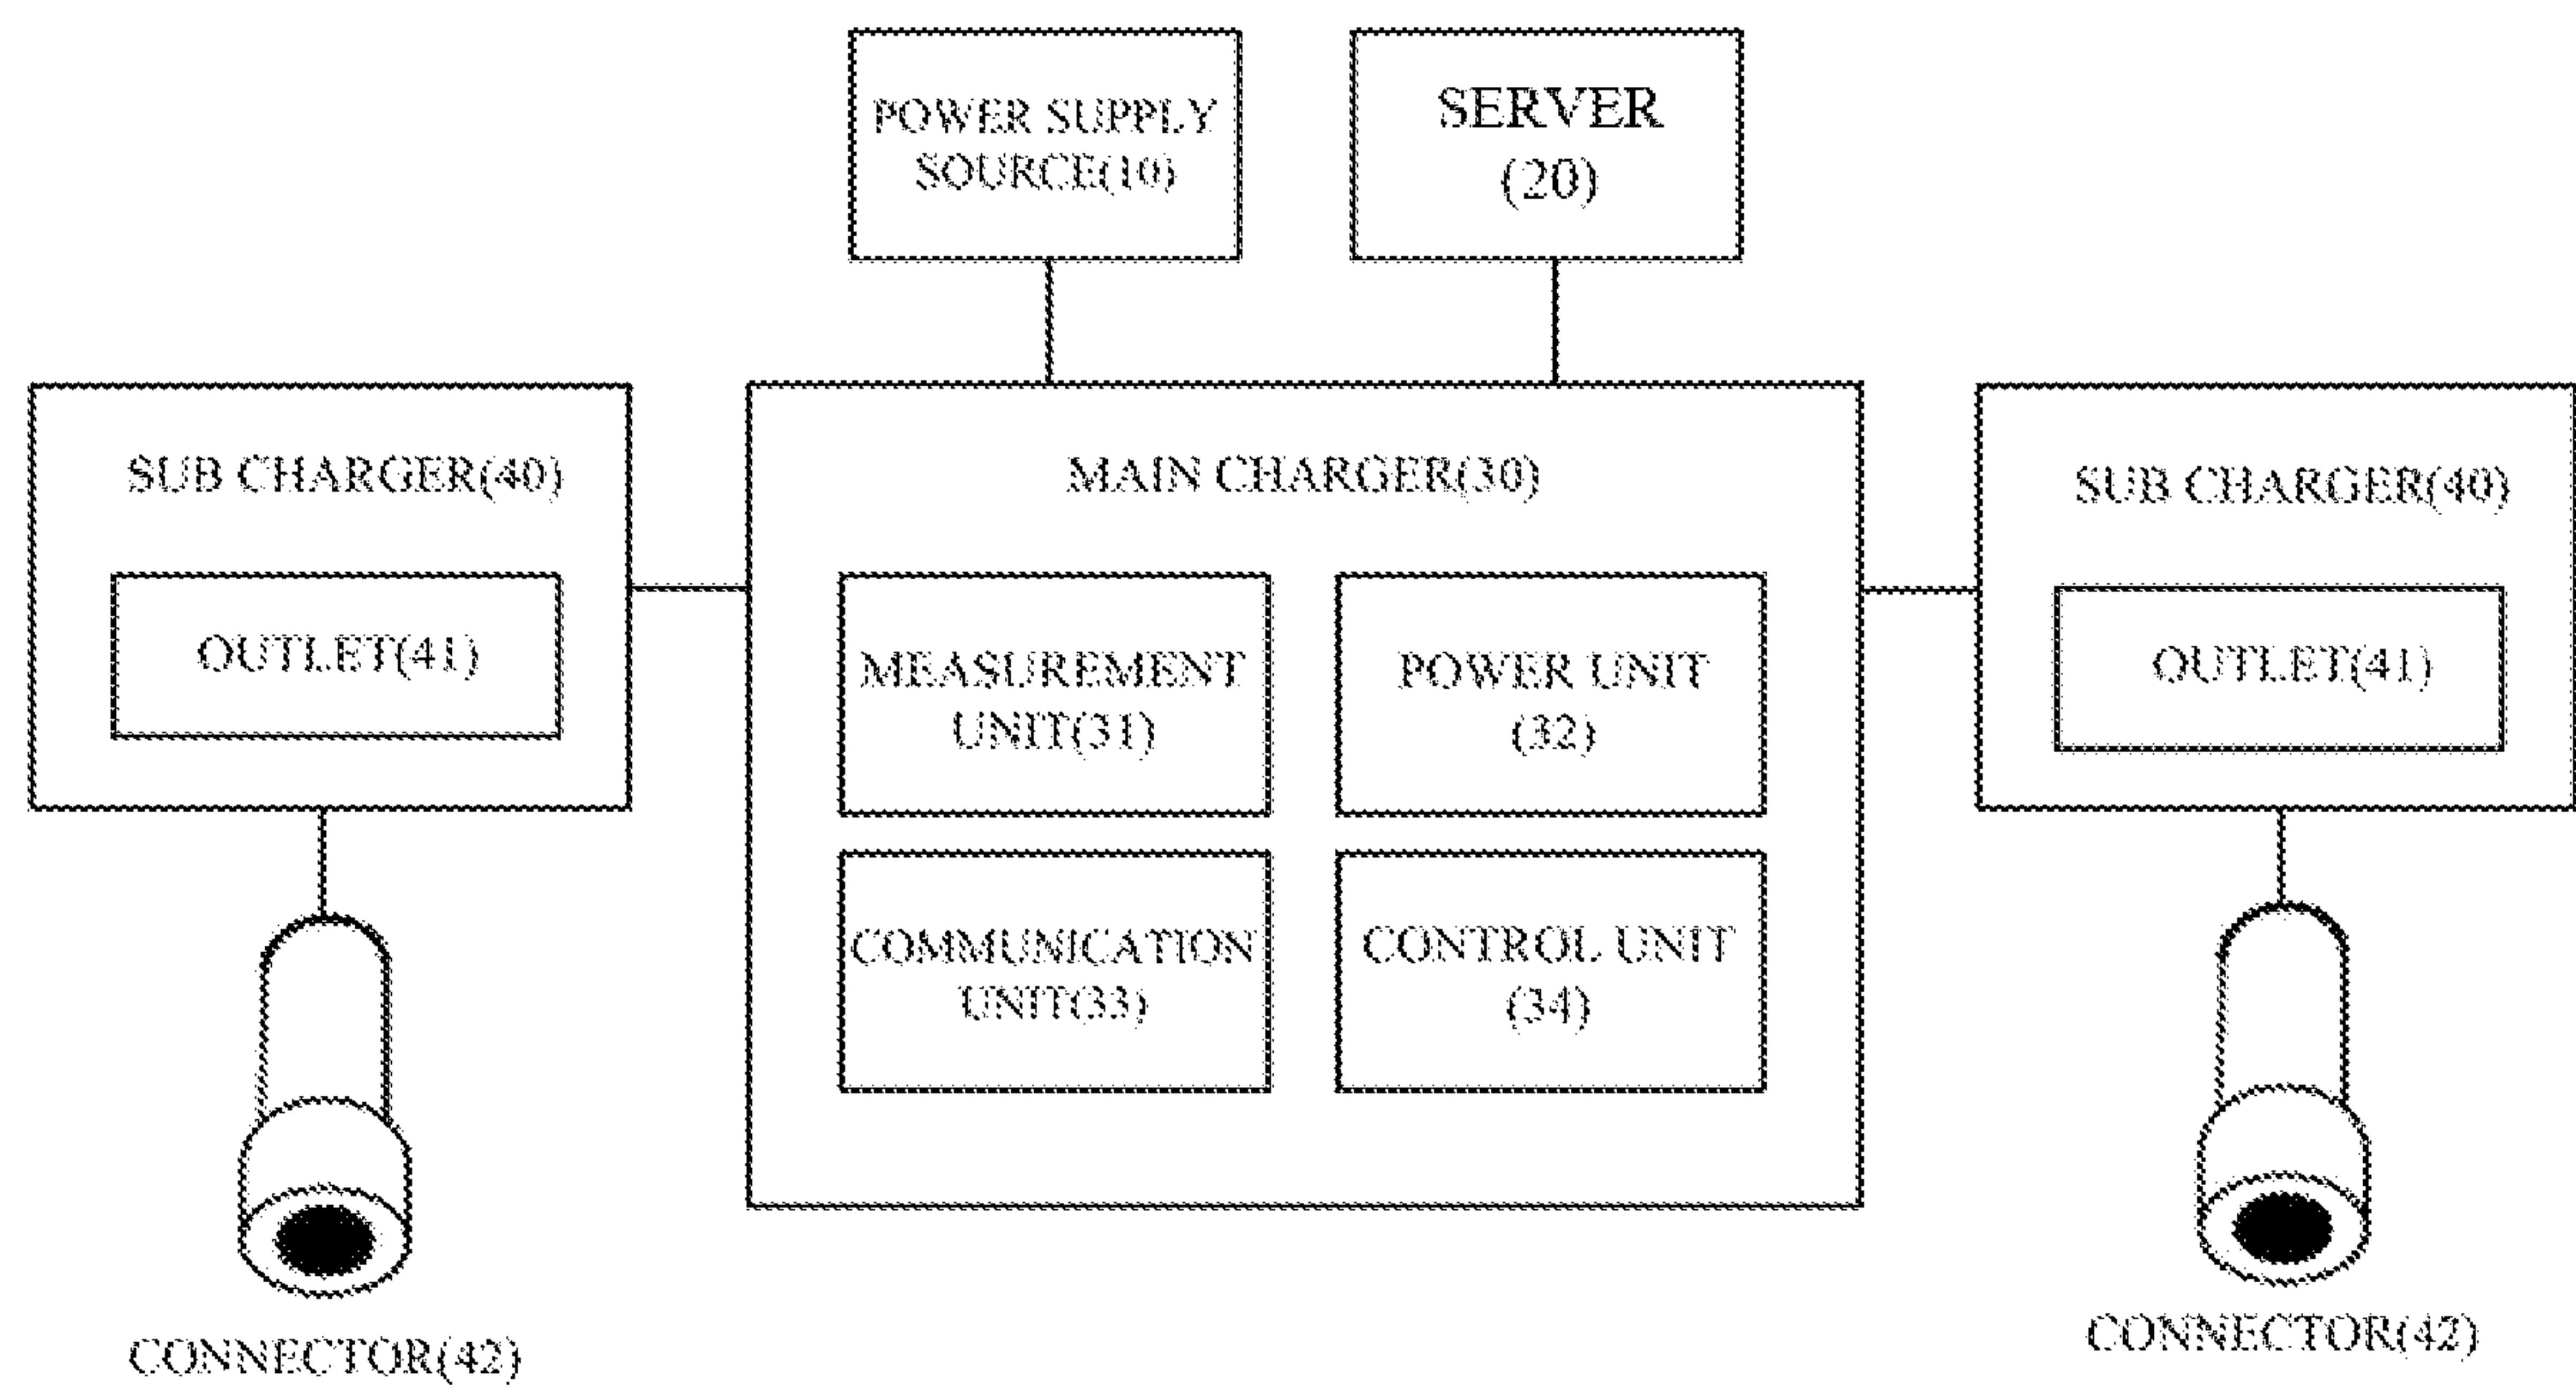 POWER SUPPLY
SOURCE(10)
SERVER
(20)
SUB CHARGER(40)
OUTLET(41)
CONNECTOR(42)
MAIN CHARGER(30)
MEASUREMENT
UNIT(31)
POWER UNIT
(32)
COMMUNICATION
UNIT(33)
CONTROL UNIT
(34)
SUB CHARGER(40)
OUTLET(41)
CONNECTOR(42)